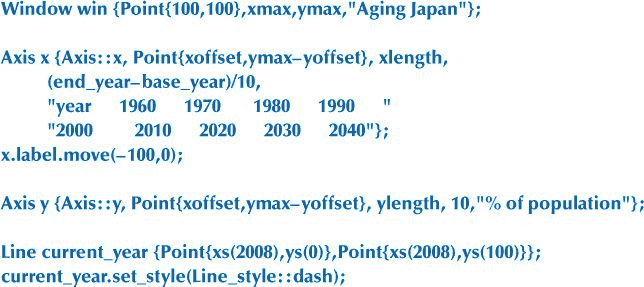 Window win {Point{100,100},xmax,ymax,"Aging Japan"};
Axis x {Axis::x, Point{xoffset,ymax–yoffset}, xlength,
(end_year–base_year)/10,
"year 1960 1970 1980 1990 "
"2000 2010 2020 2030 2040"};
x.label.move(–100,0);
Axis y {Axis::y, Point{xoffset,ymax–yoffset}, ylength, 10,"% of population"};
Line current_year {Point{xs(2008),ys(0)},Point{xs(2008),ys(100)}};
current_year.set_style(Line_style::dash);